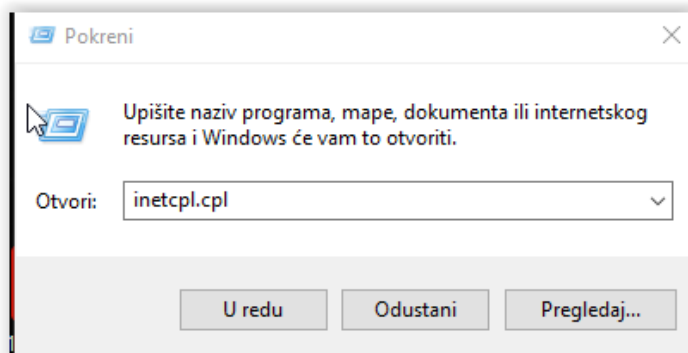 Pokreni
Upišite naziv programa, mape, dokumenta ili internetskog
resursa i Windows će vam to otvoriti.
Otvori: inetcpl.cpl
U redu Odustani Pregledaj...